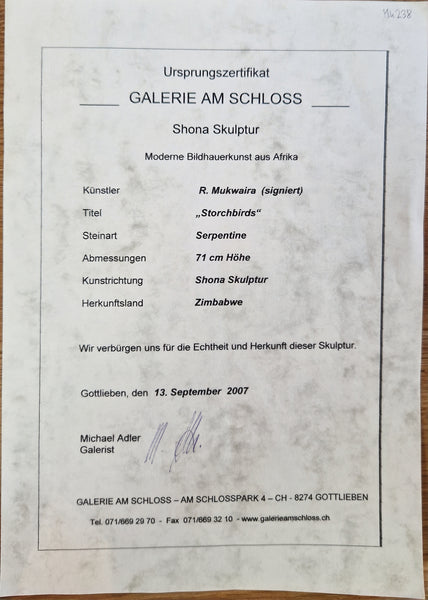 Mu 238
Ursprungszertifikat
GALERIE AM SCHLOSS
Shona Skulptur
Moderne Bildhauerkunst aus Afrika
Künstler R. Mukwaira (signiert)
Titel „Storchbirds“
Steinart Serpentine
Abmessungen 71 cm Höhe
Kunstrichtung Shona Skulptur
Herkunftsland Zimbabwe
Wir verbürgen uns für die Echtheit und Herkunft dieser Skulptur.
Gottlieben, den 13. September 2007
Michael Adler
Galerist
GALERIE AM SCHLOSS – AM SCHLOSSPARK 4 – CH - 8274 GOTTLIEBEN
Tel. 071/669 29 70 - Fax 071/669 32 10 - www.galerieamschloss.ch